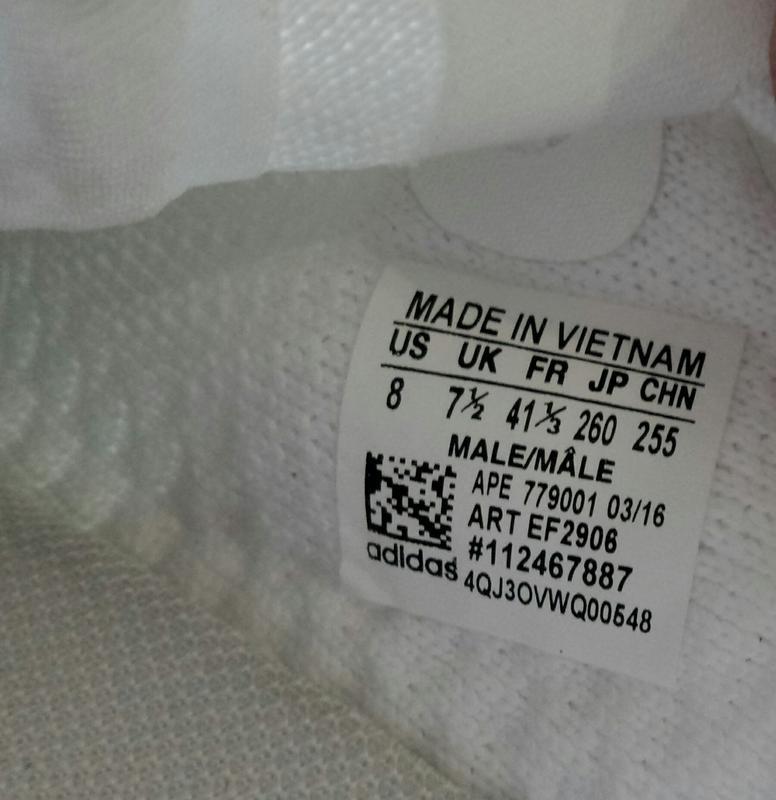 MADE IN VIETNAM
US UK FR JP CHN
8 7½ 41⅓ 260 255
MALE/MÂLE
APE 779001 03/16
ART EF2906
#112467887
adidas 4QJ3OVWQ00548